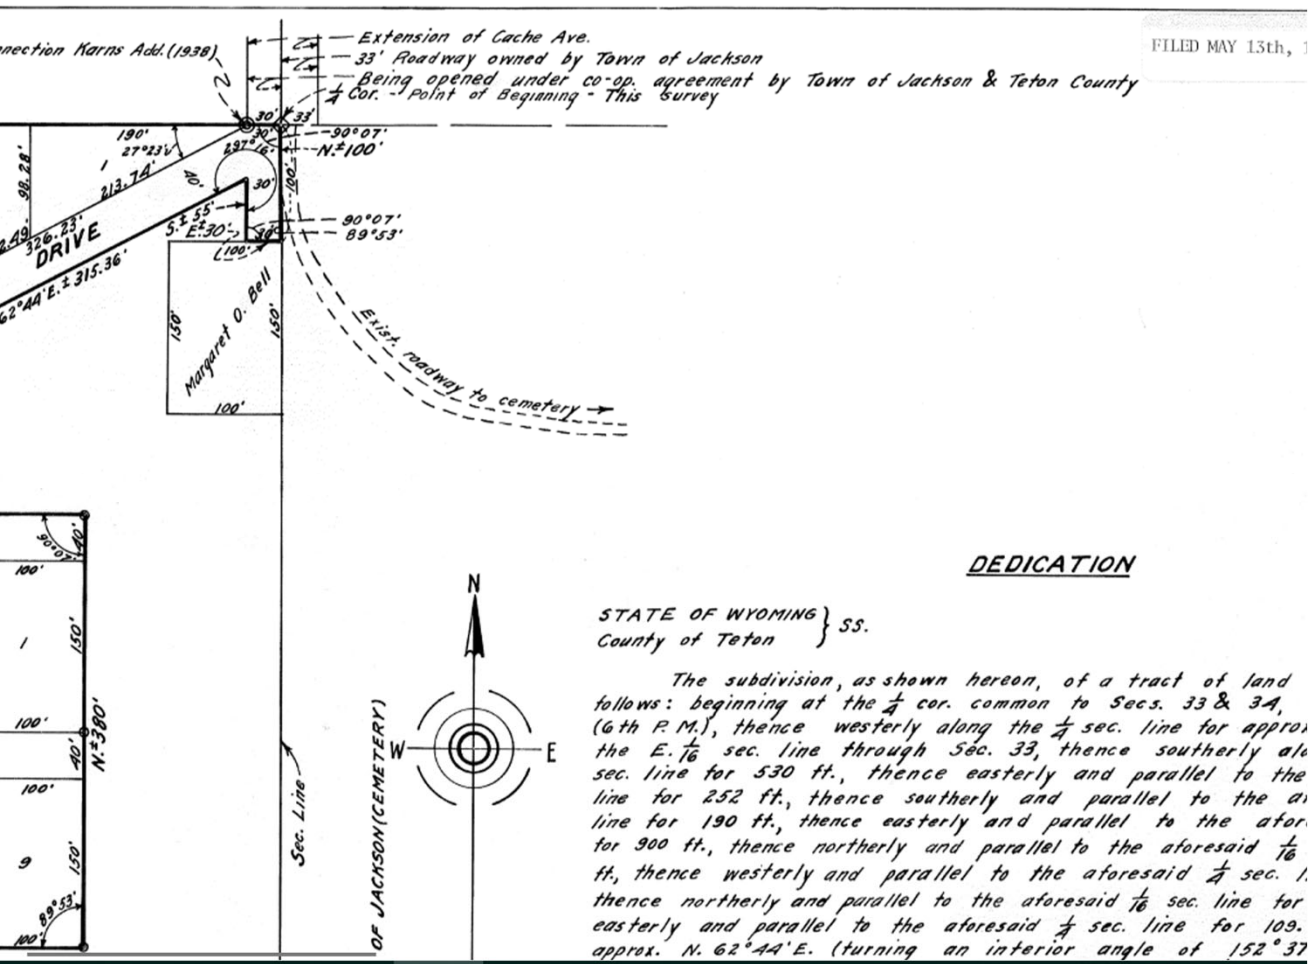 nnection Karns Add. (1938)
Extension of Cache Ave.
33' Roadway owned by Town of Jackson
Being opened under co-op. agreement by Town of Jackson & Teton County
1/4 Cor. - Point of Beginning - This survey
FILED MAY 13th, 1
30' 33'
190'
27°23'
30'
297°16'
90°07'
N.± 100'
98.28'
1
213.74'
40'
30'
100'
2.49'
326.23'
DRIVE
S.± 55'
E.± 30'
90°07'
89°53'
30'
(100')
62°44'E.± 315.36'
150'
Margaret O. Bell
150'
100'
Exist. roadway to cemetery
90°07'
40'
100'
1
150'
100'
N.± 380'
40'
100'
9
150'
89°53'
100'
Sec. Line
OF JACKSON (CEMETERY)
N
W
E
DEDICATION
STATE OF WYOMING } SS.
County of Teton
The subdivision, as shown hereon, of a tract of land
follows: beginning at the 1/4 cor. common to Secs. 33 & 34,
(6th P. M.), thence westerly along the 1/4 sec. line for approx
the E. 1/16 sec. line through Sec. 33, thence southerly alo
sec. line for 530 ft., thence easterly and parallel to the
line for 252 ft., thence southerly and parallel to the a
line for 190 ft., thence easterly and parallel to the afor
for 900 ft., thence northerly and parallel to the aforesaid 1/16
ft., thence westerly and parallel to the aforesaid 1/4 sec. l
thence northerly and parallel to the aforesaid 1/16 sec. line for
easterly and parallel to the aforesaid 1/4 sec. line for 109.
approx. N. 62°44'E. (turning an interior angle of 152°37